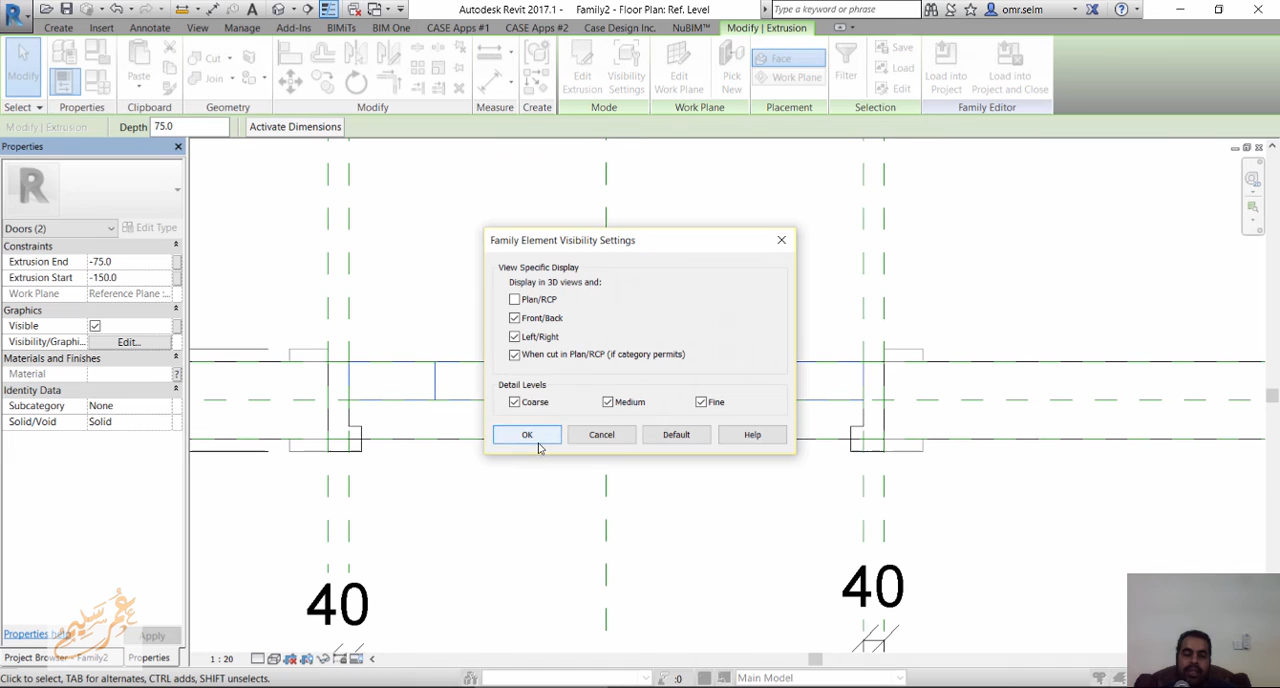 Autodesk Revit 2017.1 - Family2 - Floor Plan: Ref. Level
Type a keyword or phrase
omr.selm
Create Insert Annotate View Manage Add-Ins BIMiTs BIM One CASE Apps #1 CASE Apps #2 Case Design Inc. NuBIM™ Modify | Extrusion
Modify
Paste
Cut
Join
Edit Extrusion
Visibility Settings
Edit Work Plane
Pick New
Face
Work Plane
Filter
Save
Load
Edit
Load into Project
Load into Project and Close
Select Properties Clipboard Geometry Modify Measure Create Mode Work Plane Placement Selection Family Editor
Modify | Extrusion Depth 75.0 Activate Dimensions
Properties
Doors (2) Edit Type
Constraints
Extrusion End -75.0
Extrusion Start -150.0
Work Plane Reference Plane :
Graphics
Visible
Visibility/Graphi... Edit...
Materials and Finishes
Material
Identity Data
Subcategory None
Solid/Void Solid
Properties help
Apply
عمر سليم
Project Browser - Family2 Properties
Family Element Visibility Settings
View Specific Display
Display in 3D views and:
Plan/RCP
Front/Back
Left/Right
When cut in Plan/RCP (if category permits)
Detail Levels
Coarse Medium Fine
OK Cancel Default Help
40
40
1 : 20
Click to select, TAB for alternates, CTRL adds, SHIFT unselects.
:0
Main Model